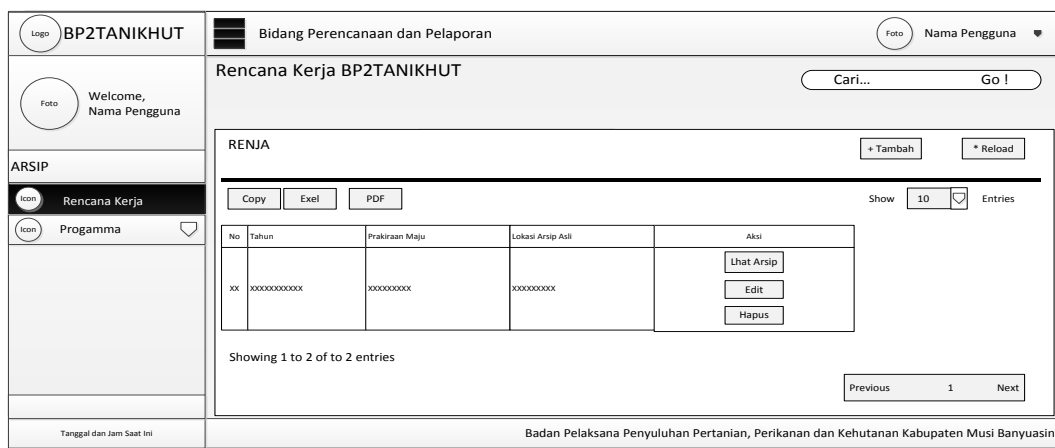 Logo BP2TANIKHUT
Bidang Perencanaan dan Pelaporan
Foto Nama Pengguna
Foto
Welcome,
Nama Pengguna
ARSIP
Icon Rencana Kerja
Icon Progamma
Rencana Kerja BP2TANIKHUT
Cari... Go !
RENJA
+ Tambah * Reload
Copy Exel PDF
Show 10 Entries
No Tahun Prakiraan Maju Lokasi Arsip Asli Aksi
xx xxxxxxxxxxx xxxxxxxxx xxxxxxxxx
Lhat Arsip
Edit
Hapus
Showing 1 to 2 of to 2 entries
Previous 1 Next
Tanggal dan Jam Saat Ini
Badan Pelaksana Penyuluhan Pertanian, Perikanan dan Kehutanan Kabupaten Musi Banyuasin